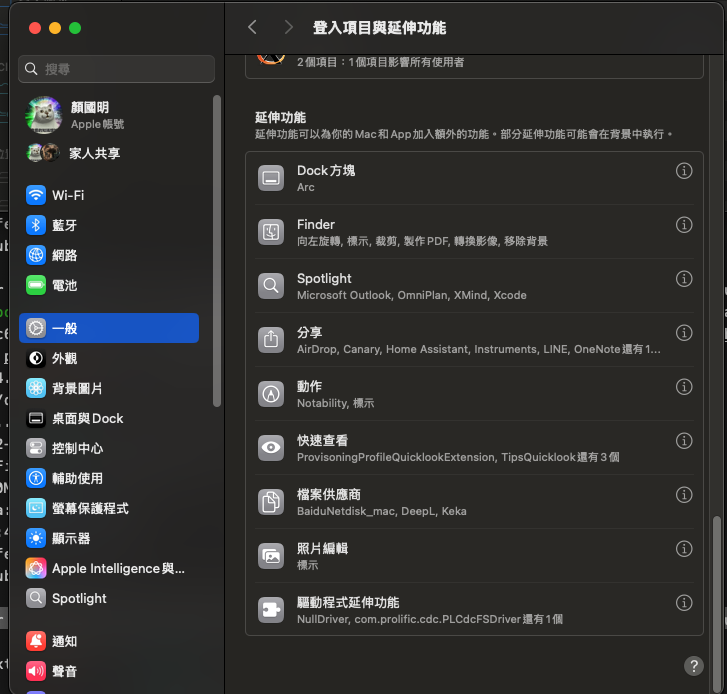 登入項目與延伸功能
搜尋
顏國明
Apple帳號
家人共享
Wi-Fi
藍牙
網路
電池
一般
外觀
背景圖片
桌面與Dock
控制中心
輔助使用
螢幕保護程式
顯示器
Apple Intelligence與...
Spotlight
通知
聲音
2個項目：1個項目影響所有使用者
延伸功能
延伸功能可以為你的Mac和App加入額外的功能。部分延伸功能可能會在背景中執行。
Dock方塊
Arc
Finder
向左旋轉, 標示, 裁剪, 製作PDF, 轉換影像, 移除背景
Spotlight
Microsoft Outlook, OmniPlan, XMind, Xcode
分享
AirDrop, Canary, Home Assistant, Instruments, LINE, OneNote還有1...
動作
Notability, 標示
快速查看
ProvisoningProfileQuicklookExtension, TipsQuicklook還有3個
檔案供應商
BaiduNetdisk_mac, DeepL, Keka
照片編輯
標示
驅動程式延伸功能
NullDriver, com.prolific.cdc.PLCdcFSDriver還有1個
?